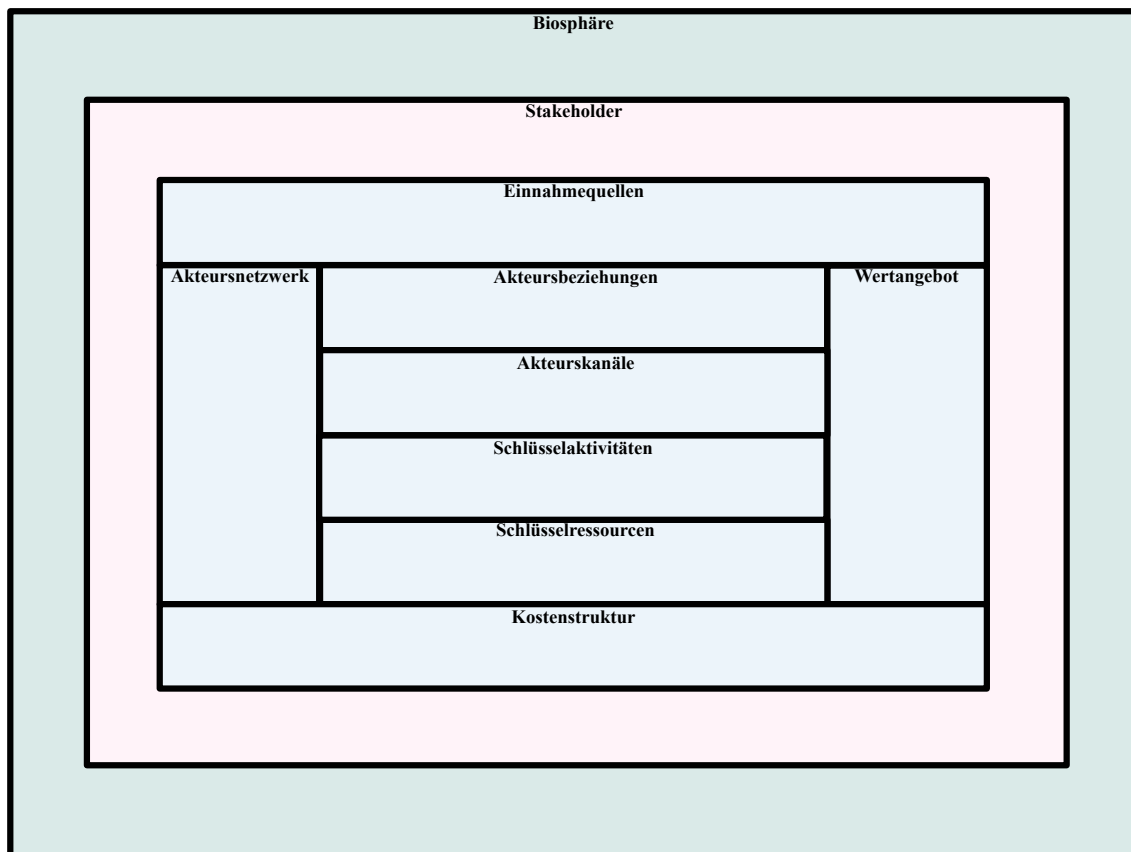 Biosphäre
Stakeholder
Einnahmequellen
Akteursnetzwerk
Akteursbeziehungen
Wertangebot
Akteurskanäle
Schlüsselaktivitäten
Schlüsselressourcen
Kostenstruktur